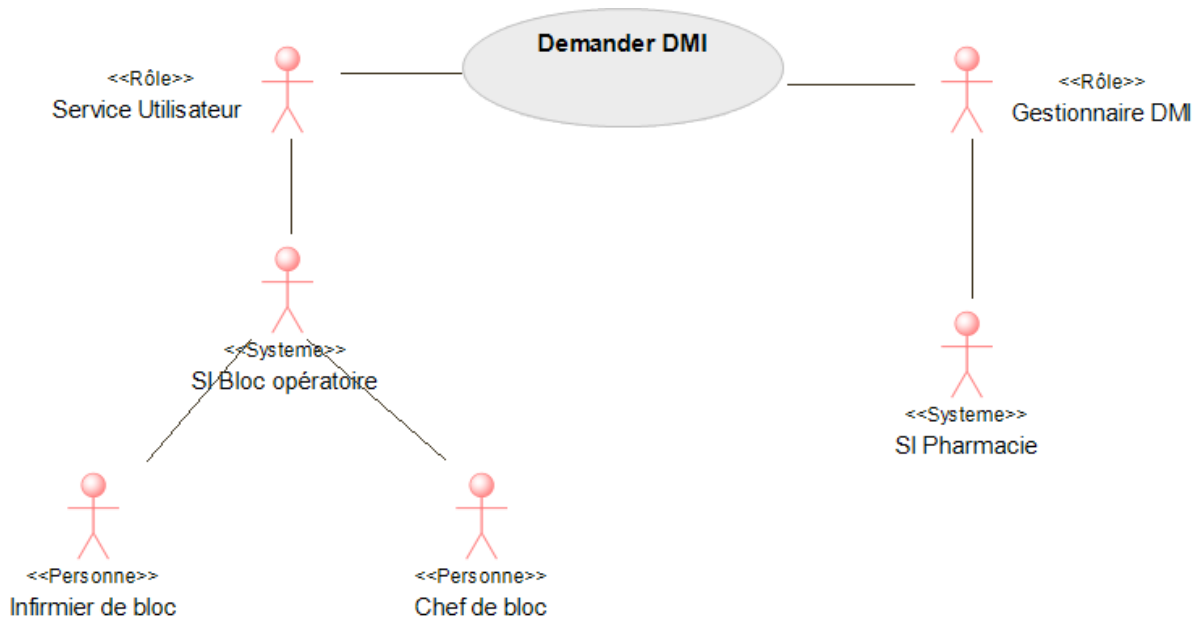 Demander DMI
<<Rôle>>
Service Utilisateur
<<Rôle>>
Gestionnaire DMI
<<Systeme>>
SI Bloc opératoire
<<Systeme>>
SI Pharmacie
<<Personne>>
Infirmier de bloc
<<Personne>>
Chef de bloc